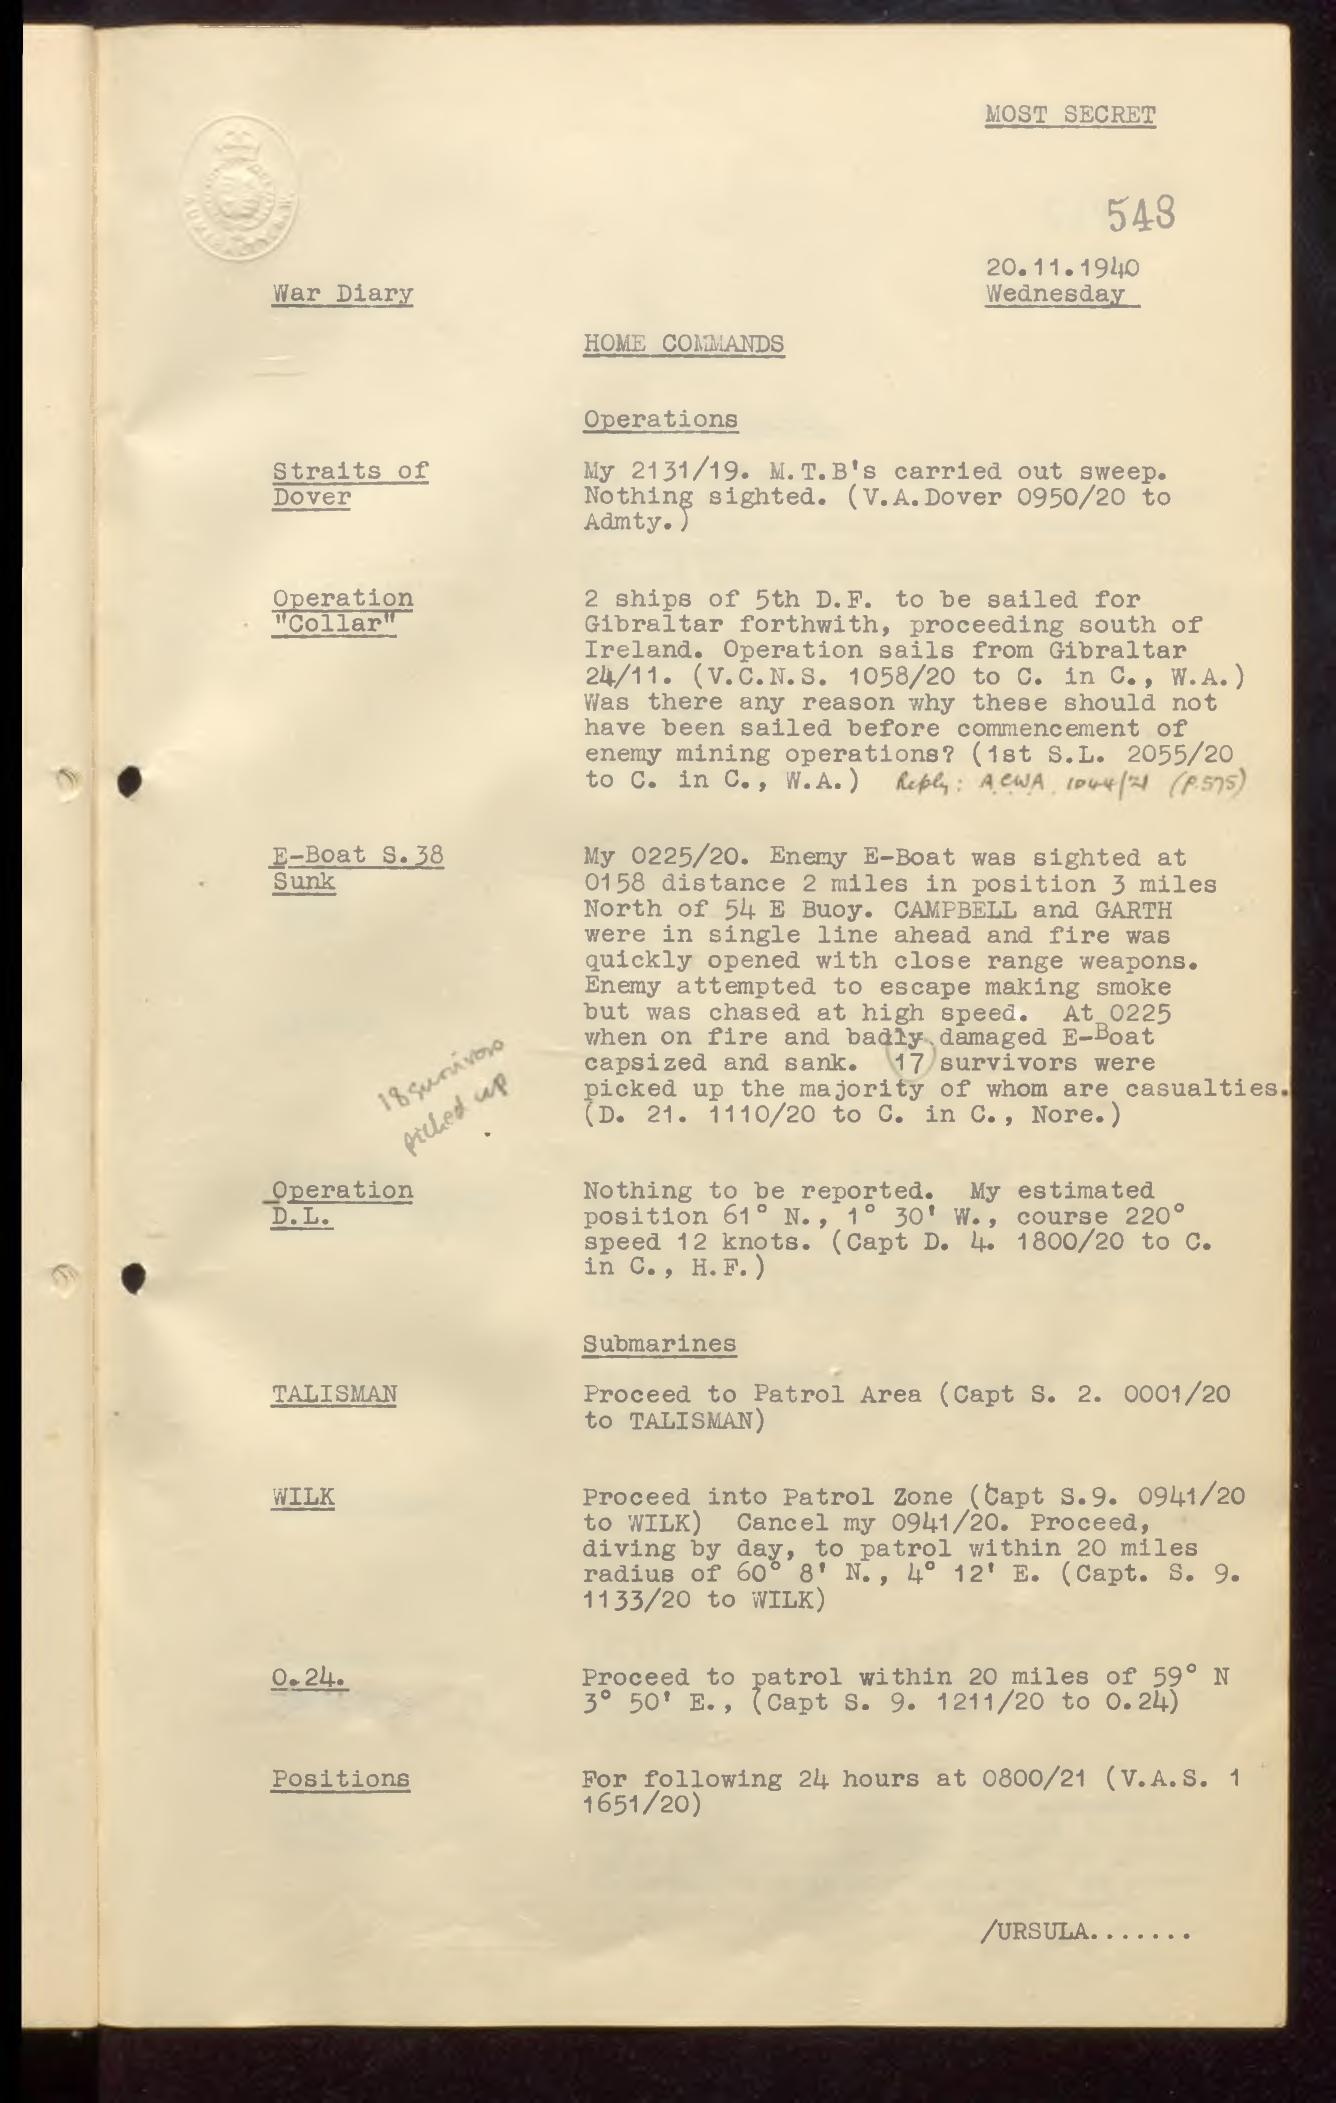 MOST SECRET
548
20.11.1940
Wednesday
War Diary
HOME COMMANDS
Operations
Straits of
Dover
My 2131/19. M.T.B's carried out sweep.
Nothing sighted. (V.A.Dover 0950/20 to
Admty.)
Operation
"Collar"
2 ships of 5th D.F. to be sailed for
Gibraltar forthwith, proceeding south of
Ireland. Operation sails from Gibraltar
24/11. (V.C.N.S. 1058/20 to C. in C., W.A.)
Was there any reason why these should not
have been sailed before commencement of
enemy mining operations? (1st S.L. 2055/20
to C. in C., W.A.) Reply: ACWA 1044/21 (P.575)
E-Boat S.38
Sunk
My 0225/20. Enemy E-Boat was sighted at
0158 distance 2 miles in position 3 miles
North of 54 E Buoy. CAMPBELL and GARTH
were in single line ahead and fire was
quickly opened with close range weapons.
Enemy attempted to escape making smoke
but was chased at high speed. At 0225
when on fire and badly damaged E-Boat
capsized and sank. 17 survivors were
picked up the majority of whom are casualties.
(D. 21. 1110/20 to C. in C., Nore.)
18 survivors
picked up
Operation
D.L.
Nothing to be reported. My estimated
position 61° N., 1° 30' W., course 220°
speed 12 knots. (Capt D. 4. 1800/20 to C.
in C., H.F.)
Submarines
TALISMAN
Proceed to Patrol Area (Capt S. 2. 0001/20
to TALISMAN)
WILK
Proceed into Patrol Zone (Capt S.9. 0941/20
to WILK) Cancel my 0941/20. Proceed,
diving by day, to patrol within 20 miles
radius of 60° 8' N., 4° 12' E. (Capt. S. 9.
1133/20 to WILK)
O.24.
Proceed to patrol within 20 miles of 59° N
3° 50' E., (Capt S. 9. 1211/20 to O.24)
Positions
For following 24 hours at 0800/21 (V.A.S. 1
1651/20)
/URSULA.......